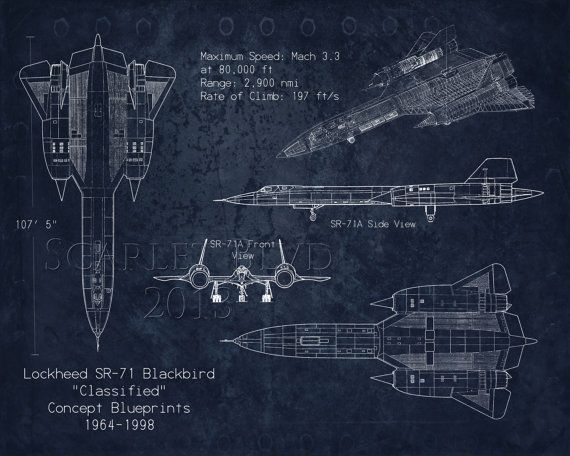 Maximum Speed: Mach 3.3
at 80,000 ft
Range: 2,900 nmi
Rate of Climb: 197 ft/s
107' 5"
SR-71A Side View
SR-71A Front
View
2013
Lockheed SR-71 Blackbird
"Classified"
Concept Blueprints
1964-1998